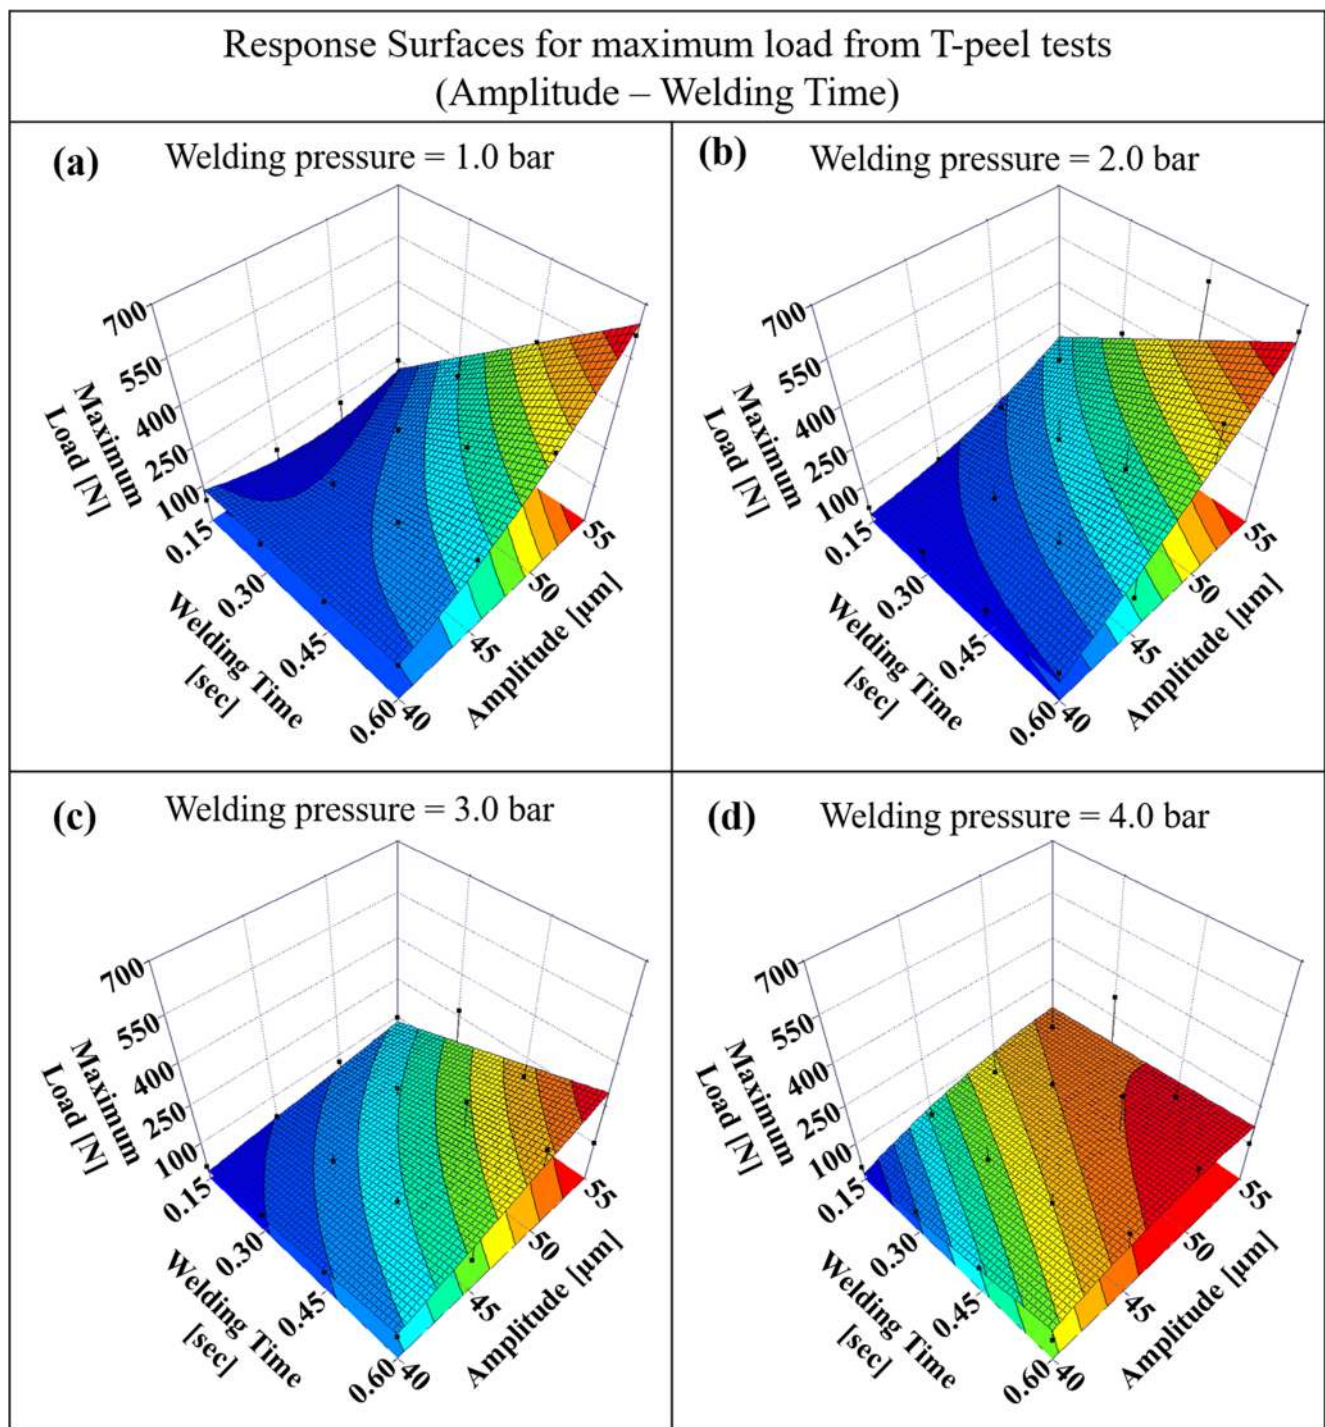 Response Surfaces for maximum load from T-peel tests
(Amplitude – Welding Time)
(a)
Welding pressure = 1.0 bar
700
550
400
250
100
Maximum
Load [N]
0.15
0.30
0.45
0.60
Welding Time
[sec]
40
45
50
55
Amplitude [μm]
(b)
Welding pressure = 2.0 bar
700
550
400
250
100
Maximum
Load [N]
0.15
0.30
0.45
0.60
Welding Time
[sec]
40
45
50
55
Amplitude [μm]
(c)
Welding pressure = 3.0 bar
700
550
400
250
100
Maximum
Load [N]
0.15
0.30
0.45
0.60
Welding Time
[sec]
40
45
50
55
Amplitude [μm]
(d)
Welding pressure = 4.0 bar
700
550
400
250
100
Maximum
Load [N]
0.15
0.30
0.45
0.60
Welding Time
[sec]
40
45
50
55
Amplitude [μm]